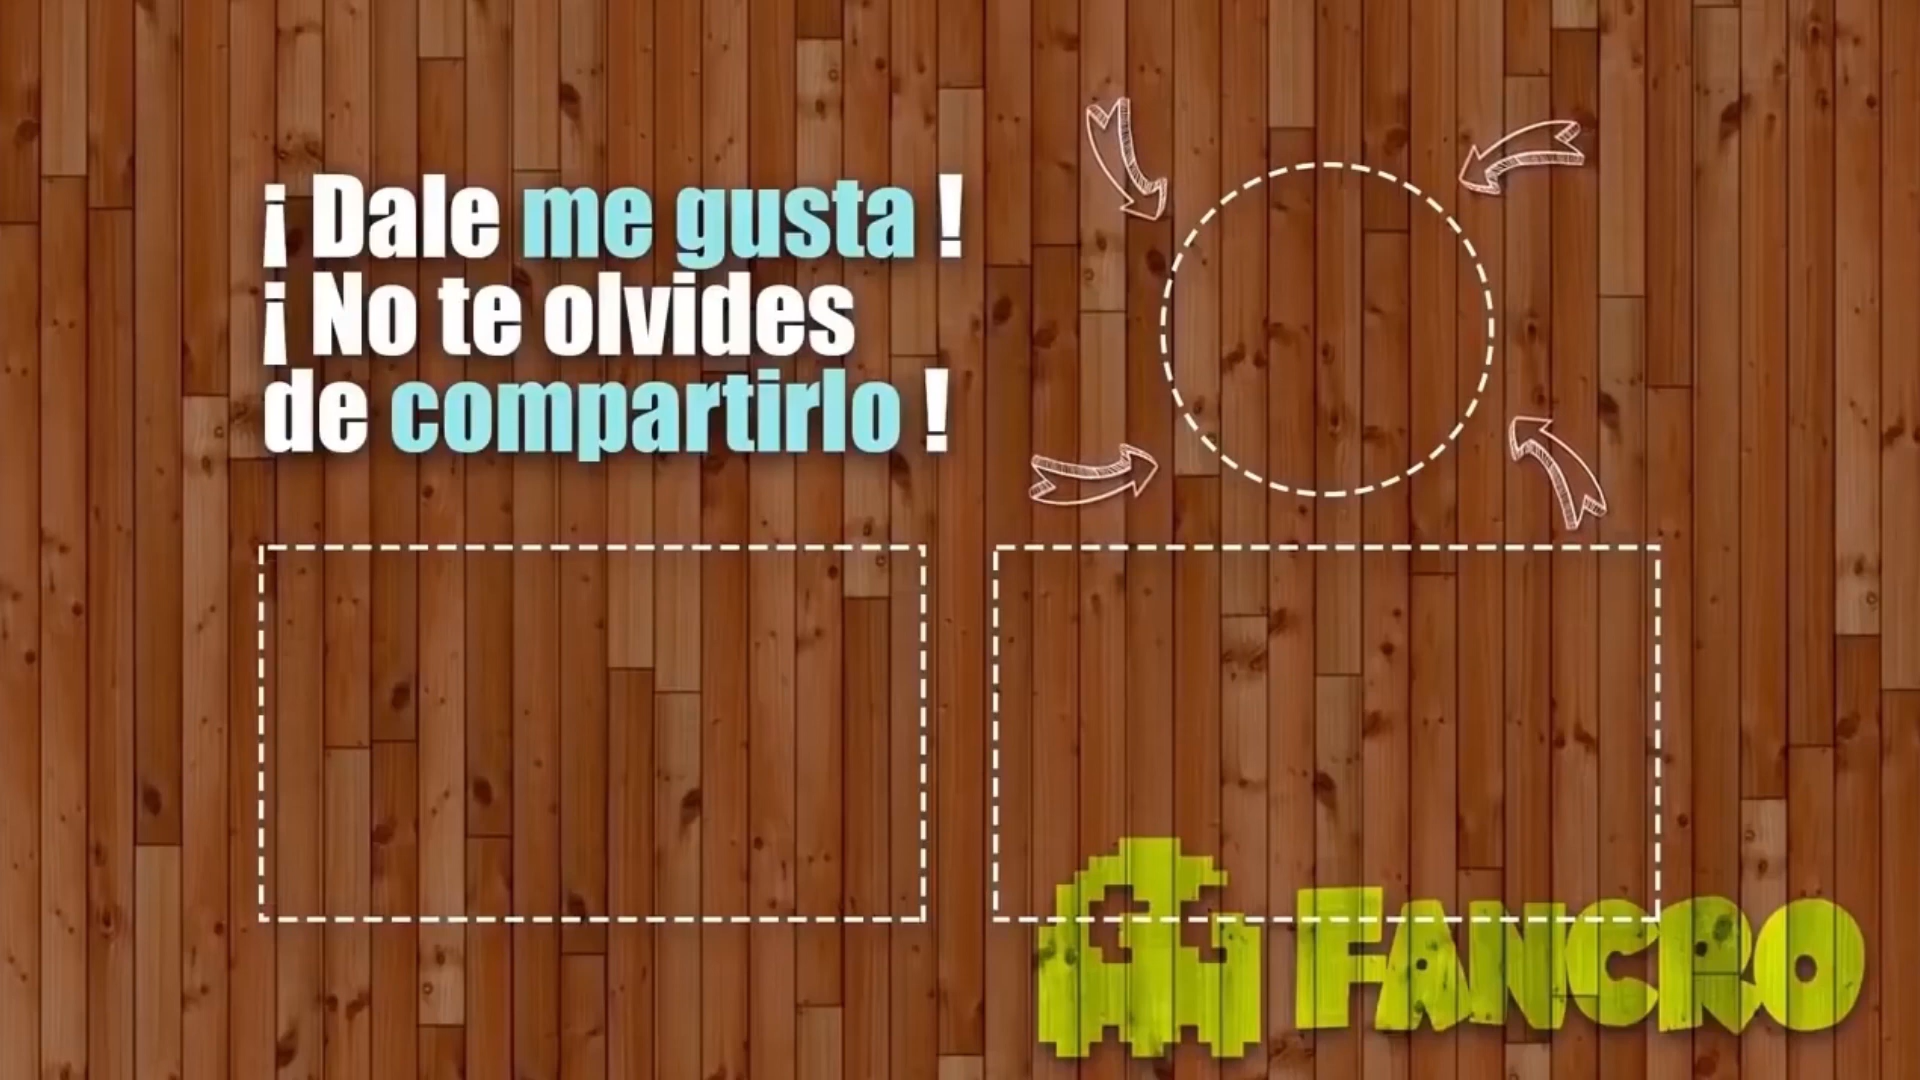 ¡ Dale me gusta !
¡ No te olvides
de compartirlo !
FANCRO